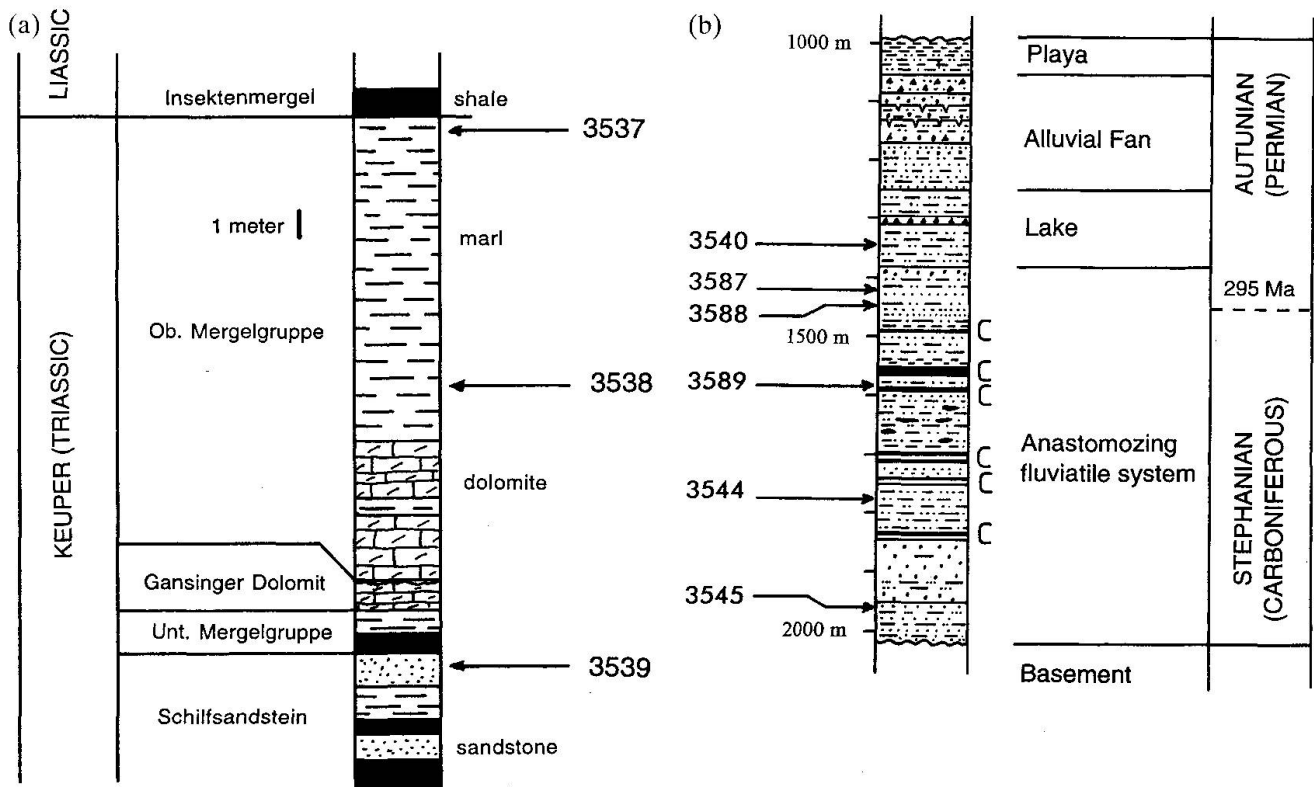 (a)
LIASSIC
Insektenmergel
shale
3537
1 meter
marl
KEUPER (TRIASSIC)
Ob. Mergelgruppe
3538
dolomite
Gansinger Dolomit
Unt. Mergelgruppe
3539
Schilfsandstein
sandstone
(b)
1000 m
Playa
Alluvial Fan
AUTUNIAN
(PERMIAN)
3540
Lake
3587
295 Ma
3588
1500 m
3589
Anastomozing
fluviatile system
3544
STEPHANIAN
(CARBONIFEROUS)
3545
2000 m
Basement